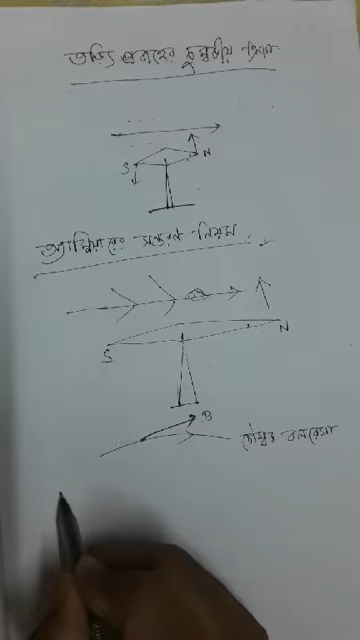 তড়িৎ প্রবাহের চুম্বকীয় ক্রিয়া
S N
অ্যাম্পিয়ারের সন্তরণ নিয়ম
S N
B
চৌম্বক বলরেখা